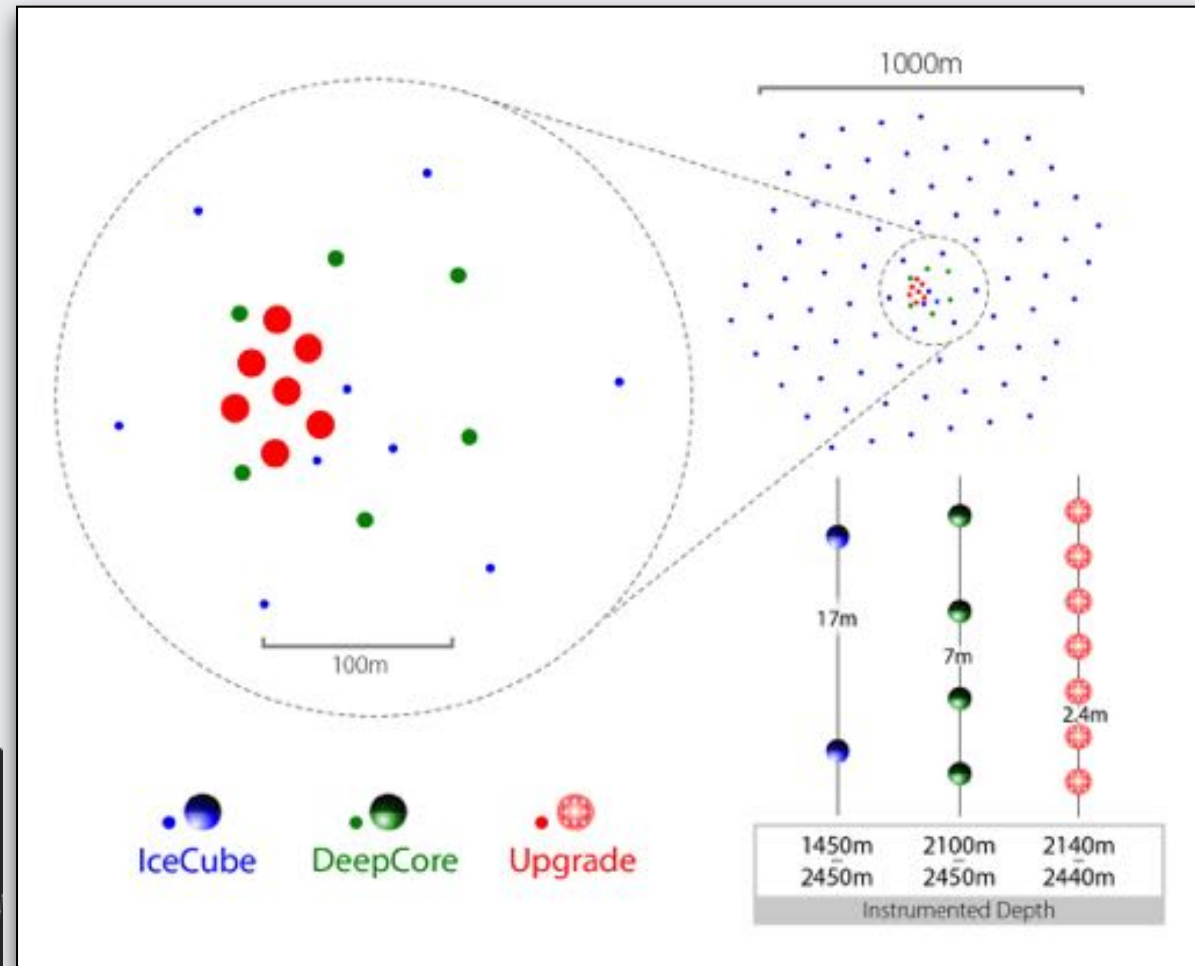 1000m
100m
17m
7m
2.4m
IceCube
DeepCore
Upgrade
1450m 2100m 2140m
– – –
2450m 2450m 2440m
Instrumented Depth